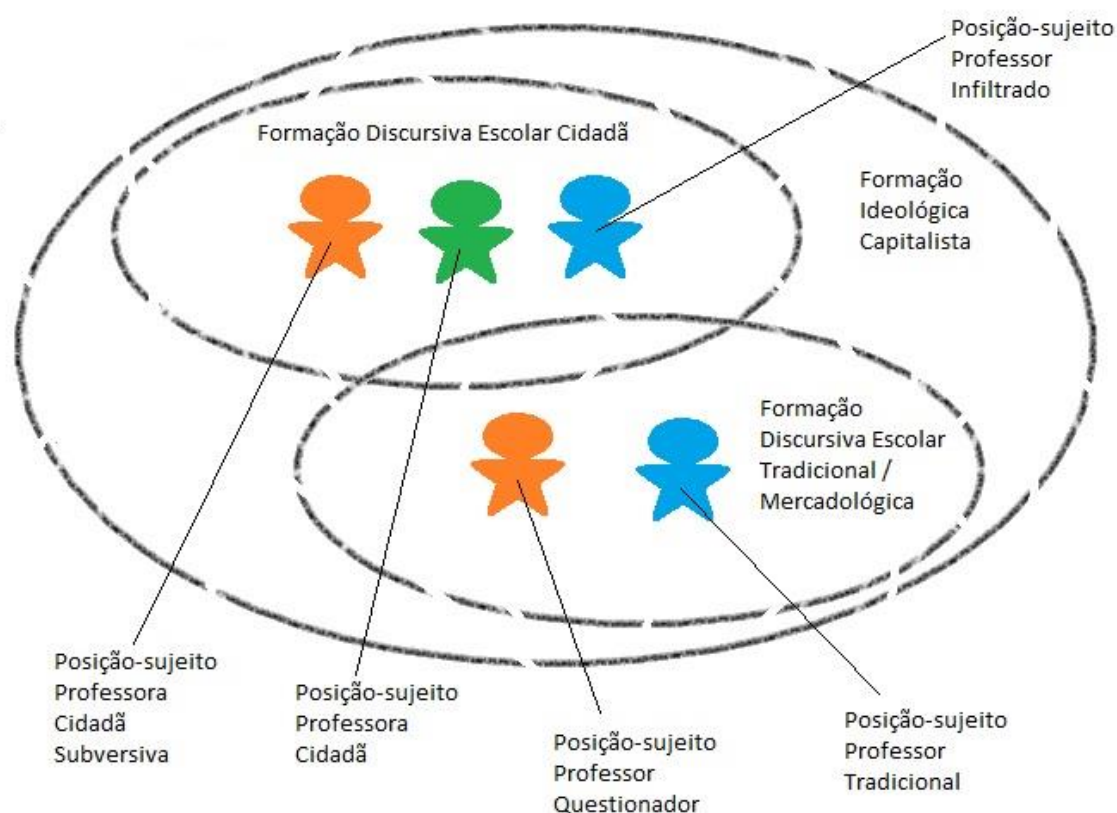 Posição-sujeito
Professor
Infiltrado
Formação Discursiva Escolar Cidadã
Formação
Ideológica
Capitalista
Formação
Discursiva Escolar
Tradicional /
Mercadológica
Posição-sujeito
Professora
Cidadã
Subversiva
Posição-sujeito
Professora
Cidadã
Posição-sujeito
Professor
Questionador
Posição-sujeito
Professor
Tradicional